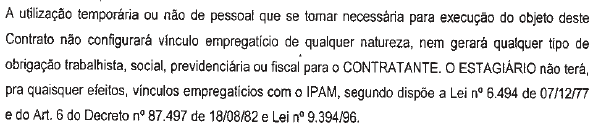 A utilização temporária ou não de pessoal que se tornar necessária para execução do objeto deste
Contrato não configurará vínculo empregatício de qualquer natureza, nem gerará qualquer tipo de
obrigação trabalhista, social, previdenciária ou fiscal para o CONTRATANTE. O ESTAGIÁRIO não terá,
pra quaisquer efeitos, vínculos empregatícios com o IPAM, segundo dispõe a Lei nº 6.494 de 07/12/77
e do Art. 6 do Decreto nº 87.497 de 18/08/82 e Lei nº 9.394/96.